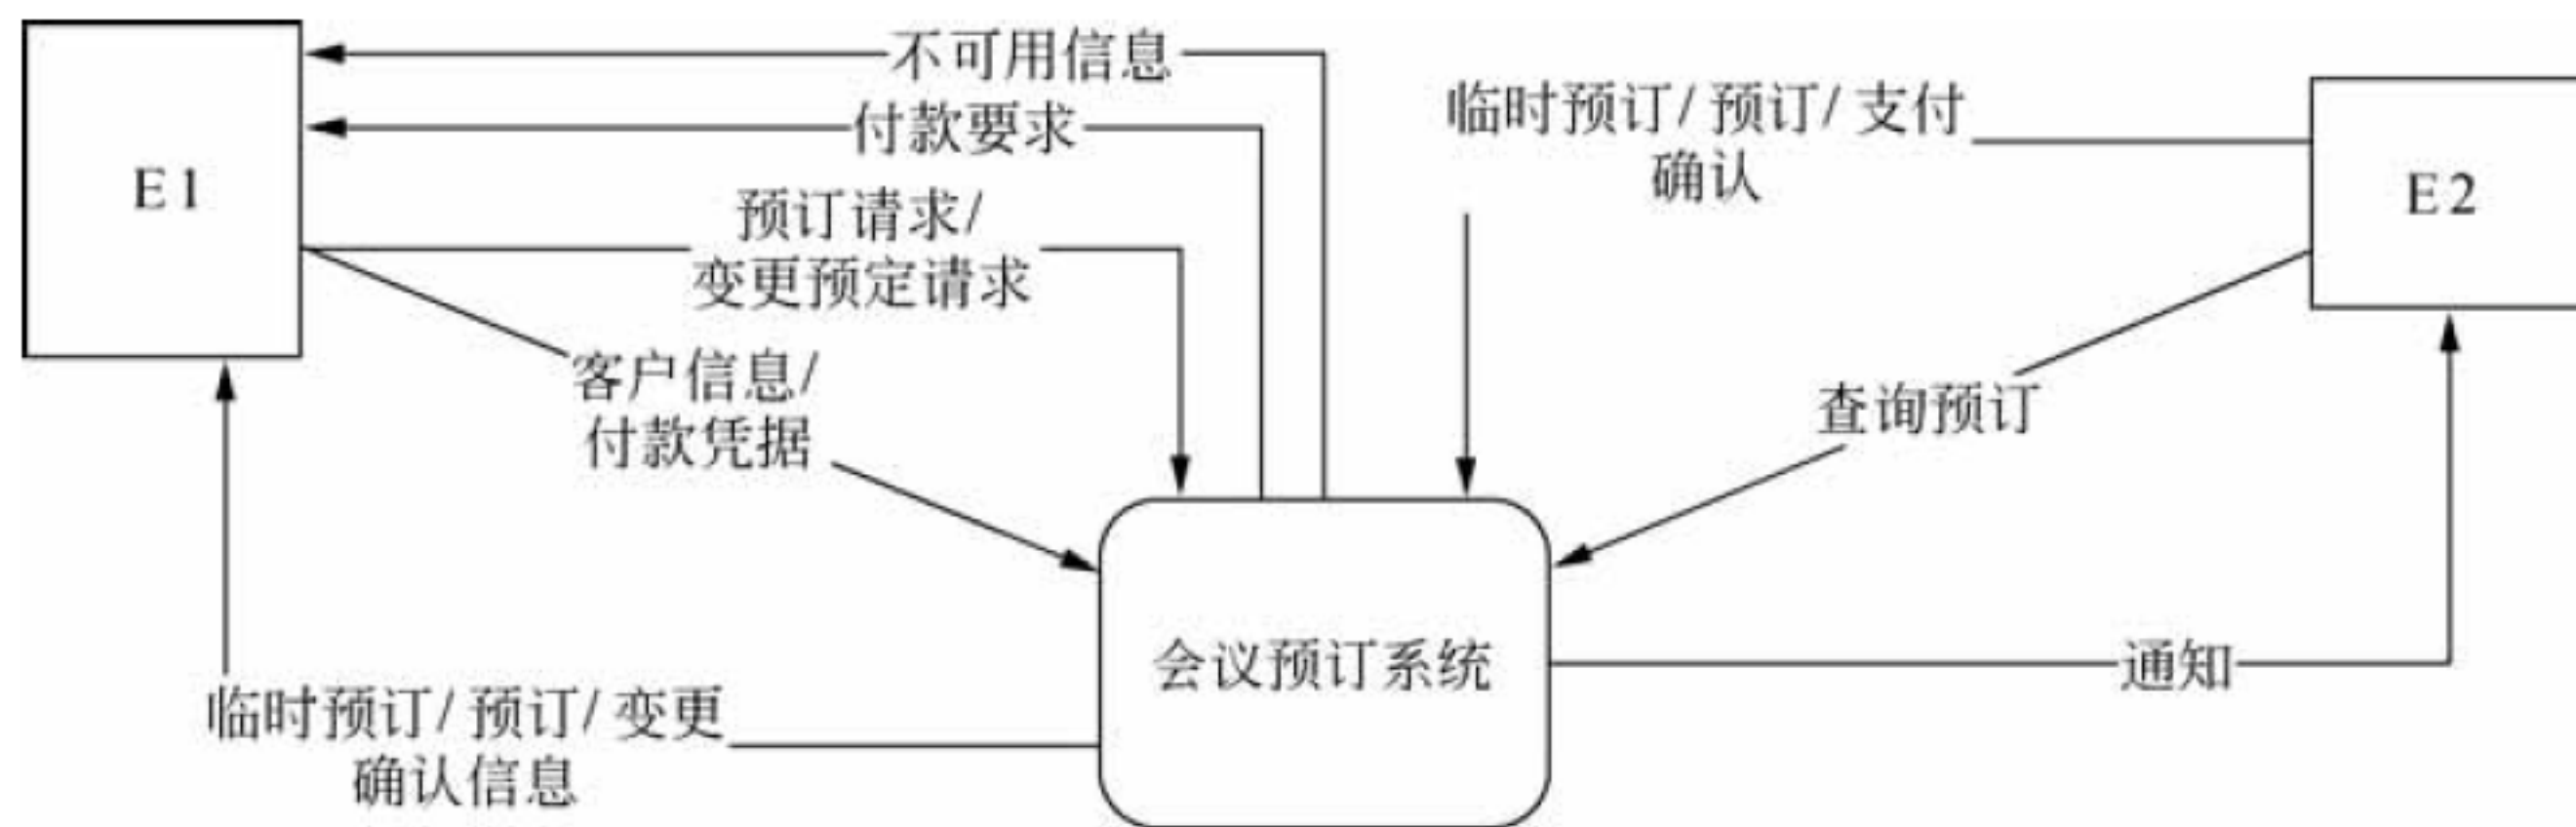 不可用信息
付款要求
E1
预订请求/
变更预定请求
客户信息/
付款凭据
临时预订/预订/支付
确认
E2
查询预订
会议预订系统
通知
临时预订/预订/变更
确认信息